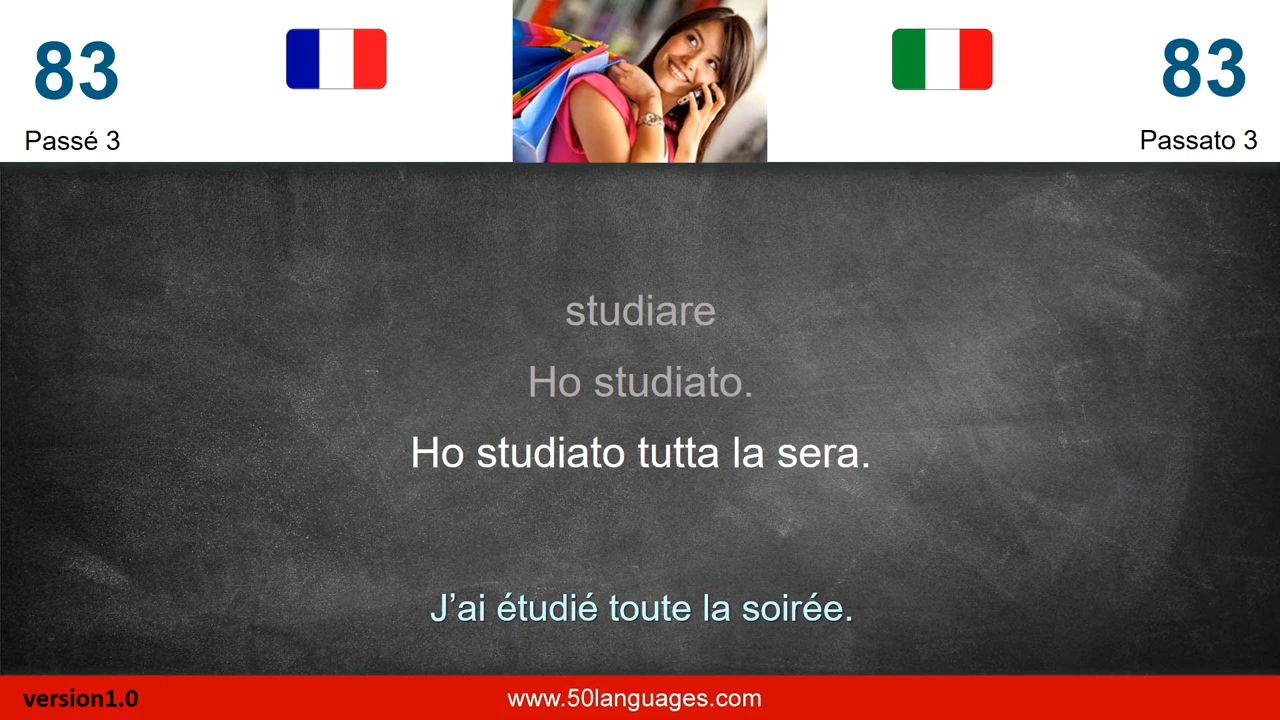 83
Passé 3
83
Passato 3
studiare
Ho studiato.
Ho studiato tutta la sera.
J’ai étudié toute la soirée.
version1.0
www.50languages.com